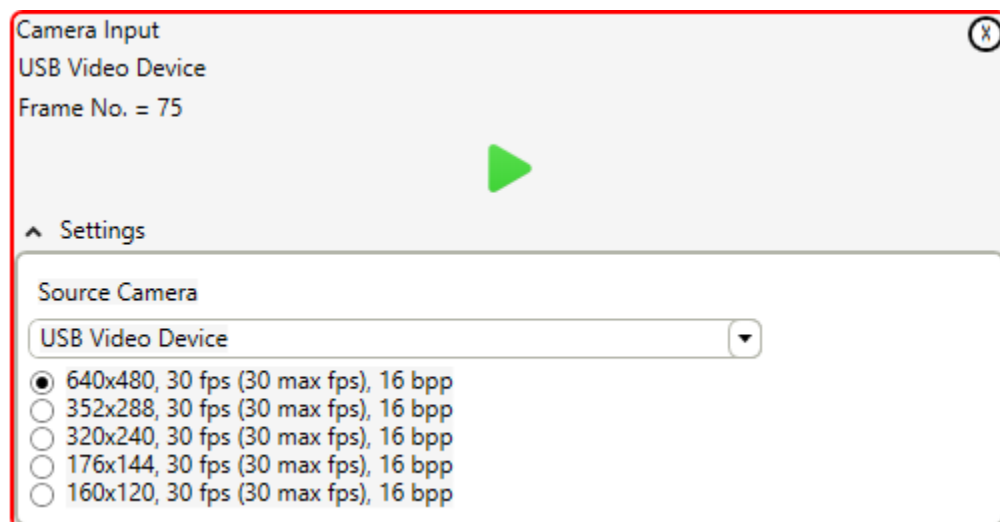 Camera Input
X
USB Video Device
Frame No. = 75
Settings
Source Camera
USB Video Device
640x480, 30 fps (30 max fps), 16 bpp
352x288, 30 fps (30 max fps), 16 bpp
320x240, 30 fps (30 max fps), 16 bpp
176x144, 30 fps (30 max fps), 16 bpp
160x120, 30 fps (30 max fps), 16 bpp